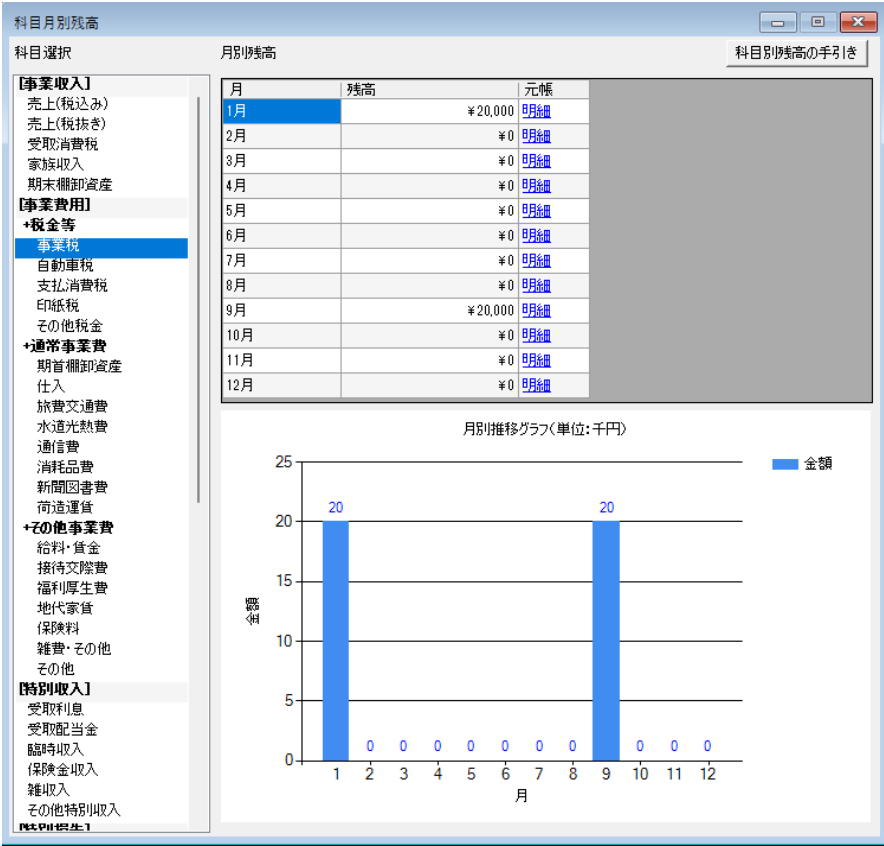 科目月別残高
科目選択
月別残高
科目別残高の手引き
[事業収入]
売上(税込み)
売上(税抜き)
受取消費税
家族収入
期末棚卸資産
[事業費用]
+税金等
事業税
自動車税
支払消費税
印紙税
その他税金
+通常事業費
期首棚卸資産
仕入
旅費交通費
水道光熱費
通信費
消耗品費
新聞図書費
荷造運賃
+その他事業費
給料・賃金
接待交際費
福利厚生費
地代家賃
保険料
雑費・その他
その他
[特別収入]
受取利息
受取配当金
臨時収入
保険金収入
雑収入
その他特別収入
月 残高 元帳
1月 ¥20,000 明細
2月 ¥0 明細
3月 ¥0 明細
4月 ¥0 明細
5月 ¥0 明細
6月 ¥0 明細
7月 ¥0 明細
8月 ¥0 明細
9月 ¥20,000 明細
10月 ¥0 明細
11月 ¥0 明細
12月 ¥0 明細
月別推移グラフ(単位:千円)
金額
25
20
15
10
5
0
金額
20 0 0 0 0 0 0 0 20 0 0 0
1 2 3 4 5 6 7 8 9 10 11 12
月